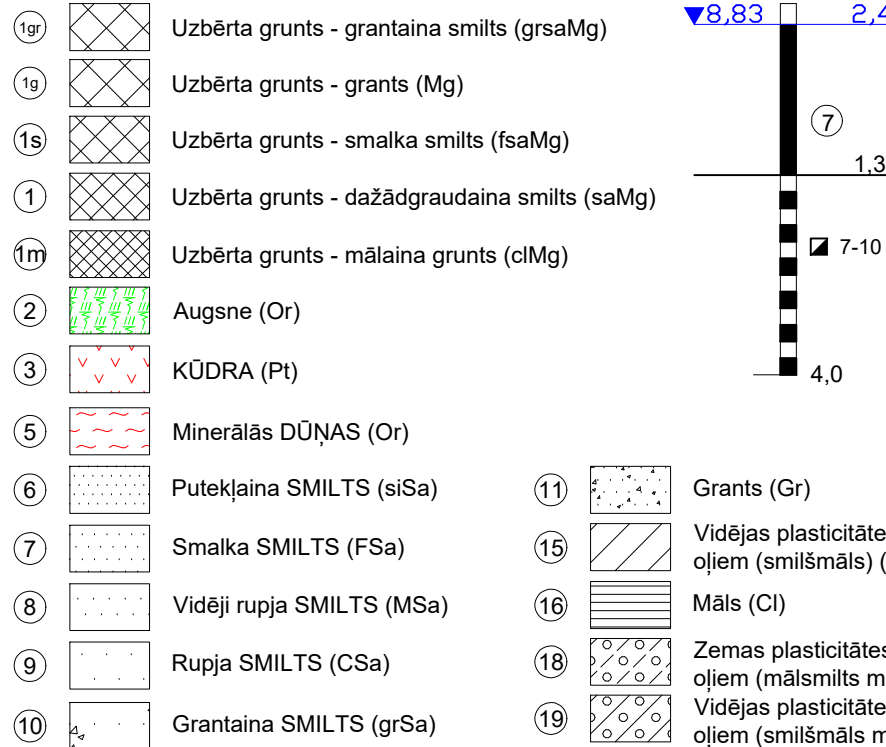 1gr Uzbērta grunts - grantaina smilts (grsaMg)
1g Uzbērta grunts - grants (Mg)
1s Uzbērta grunts - smalka smilts (fsaMg)
1 Uzbērta grunts - dažādgraudaina smilts (saMg)
1m Uzbērta grunts - mālaina grunts (clMg)
2 Augsne (Or)
3 KŪDRA (Pt)
5 Minerālās DŪŅAS (Or)
6 Putekļaina SMILTS (siSa)
7 Smalka SMILTS (FSa)
8 Vidēji rupja SMILTS (MSa)
9 Rupja SMILTS (CSa)
10 Grantaina SMILTS (grSa)
8,83 2,4
7
1,3
7-10
4,0
11 Grants (Gr)
15 Vidējas plasticitāte
oļiem (smilšmāls) (
16 Māls (Cl)
18 Zemas plasticitātes
oļiem (mālsmilts m
19 Vidējas plasticitāte
oļiem (smilšmāls m